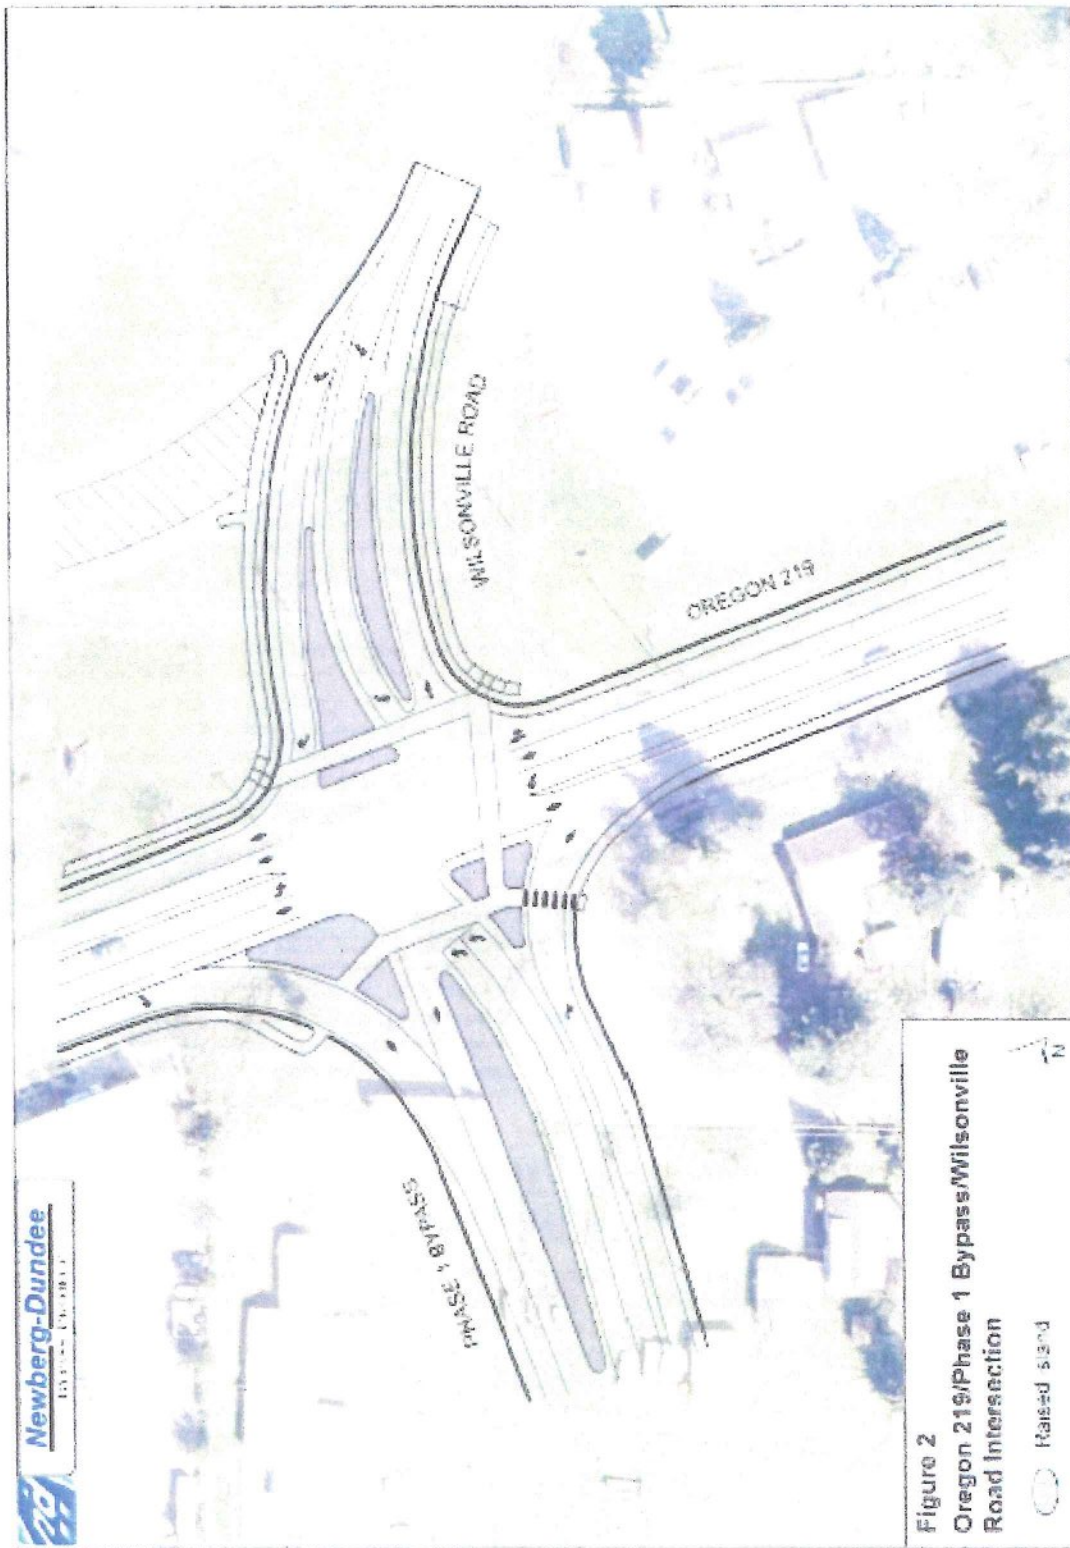 Newberg-Dundee
WILSONVILLE ROAD
OREGON 219
PHASE 1 BYPASS
Figure 2
Oregon 219/Phase 1 Bypass/Wilsonville
Road Intersection
Raised
N